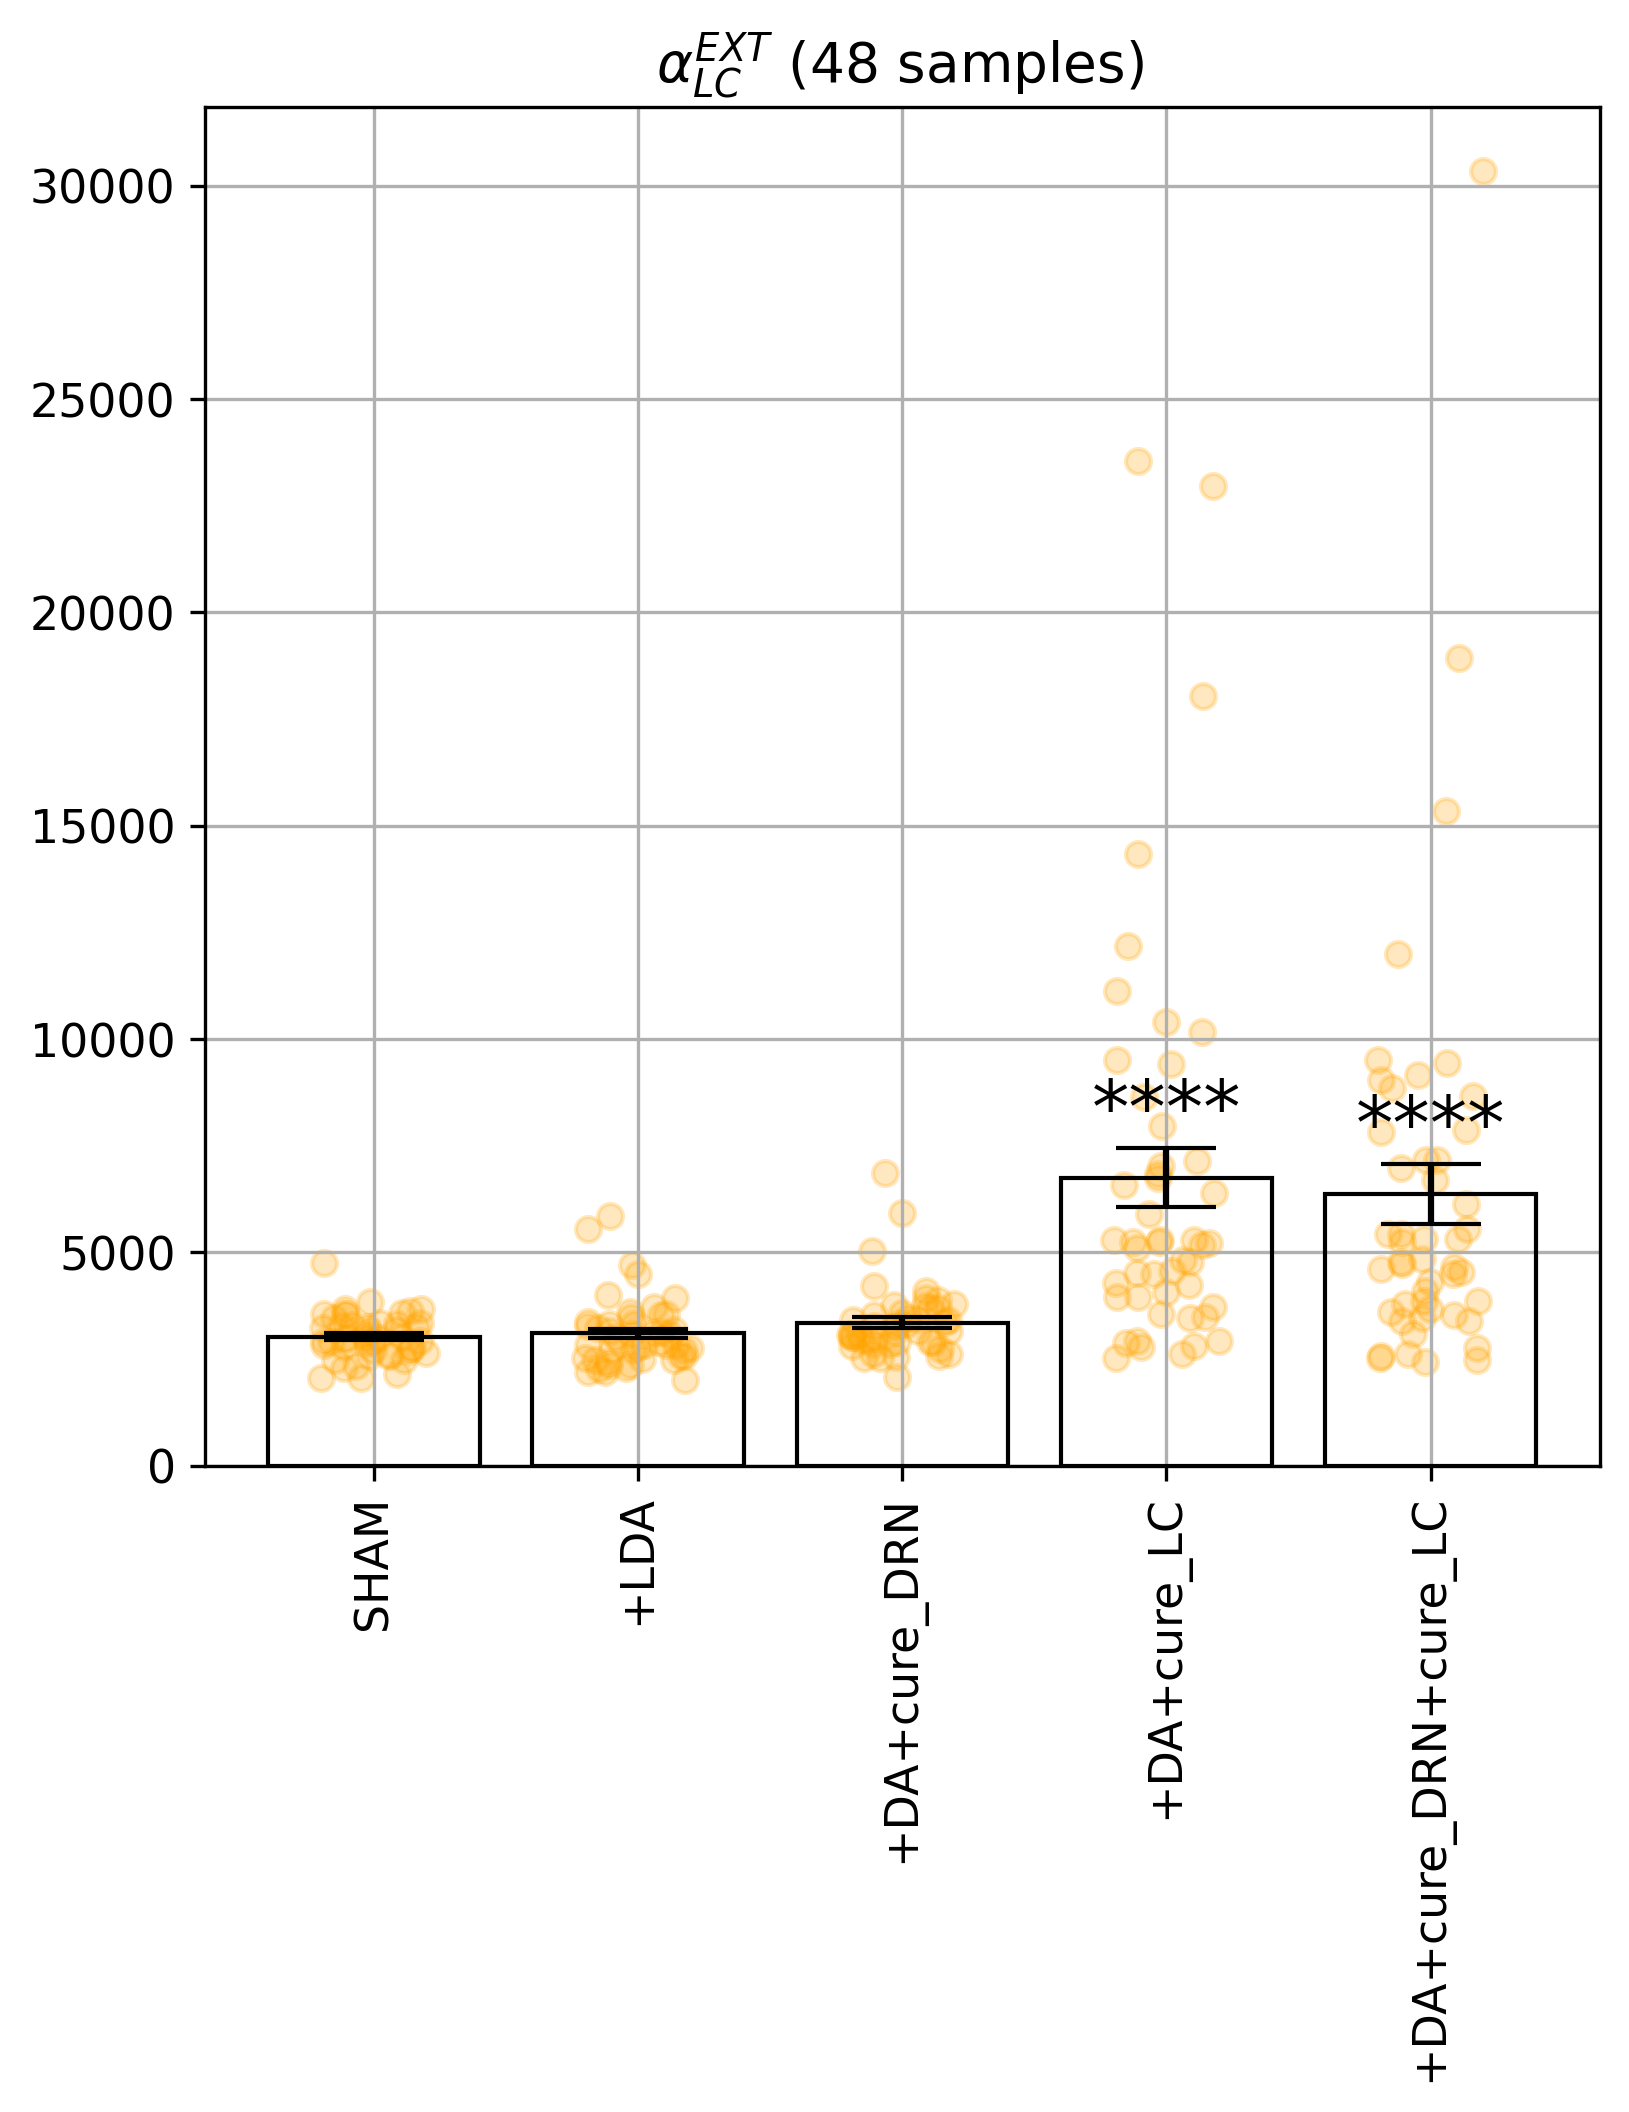 α_LC^EXT (48 samples)
30000
25000
20000
15000
10000
5000
0
****
****
SHAM
+LDA
+DA+cure_DRN
+DA+cure_LC
+DA+cure_DRN+cure_LC